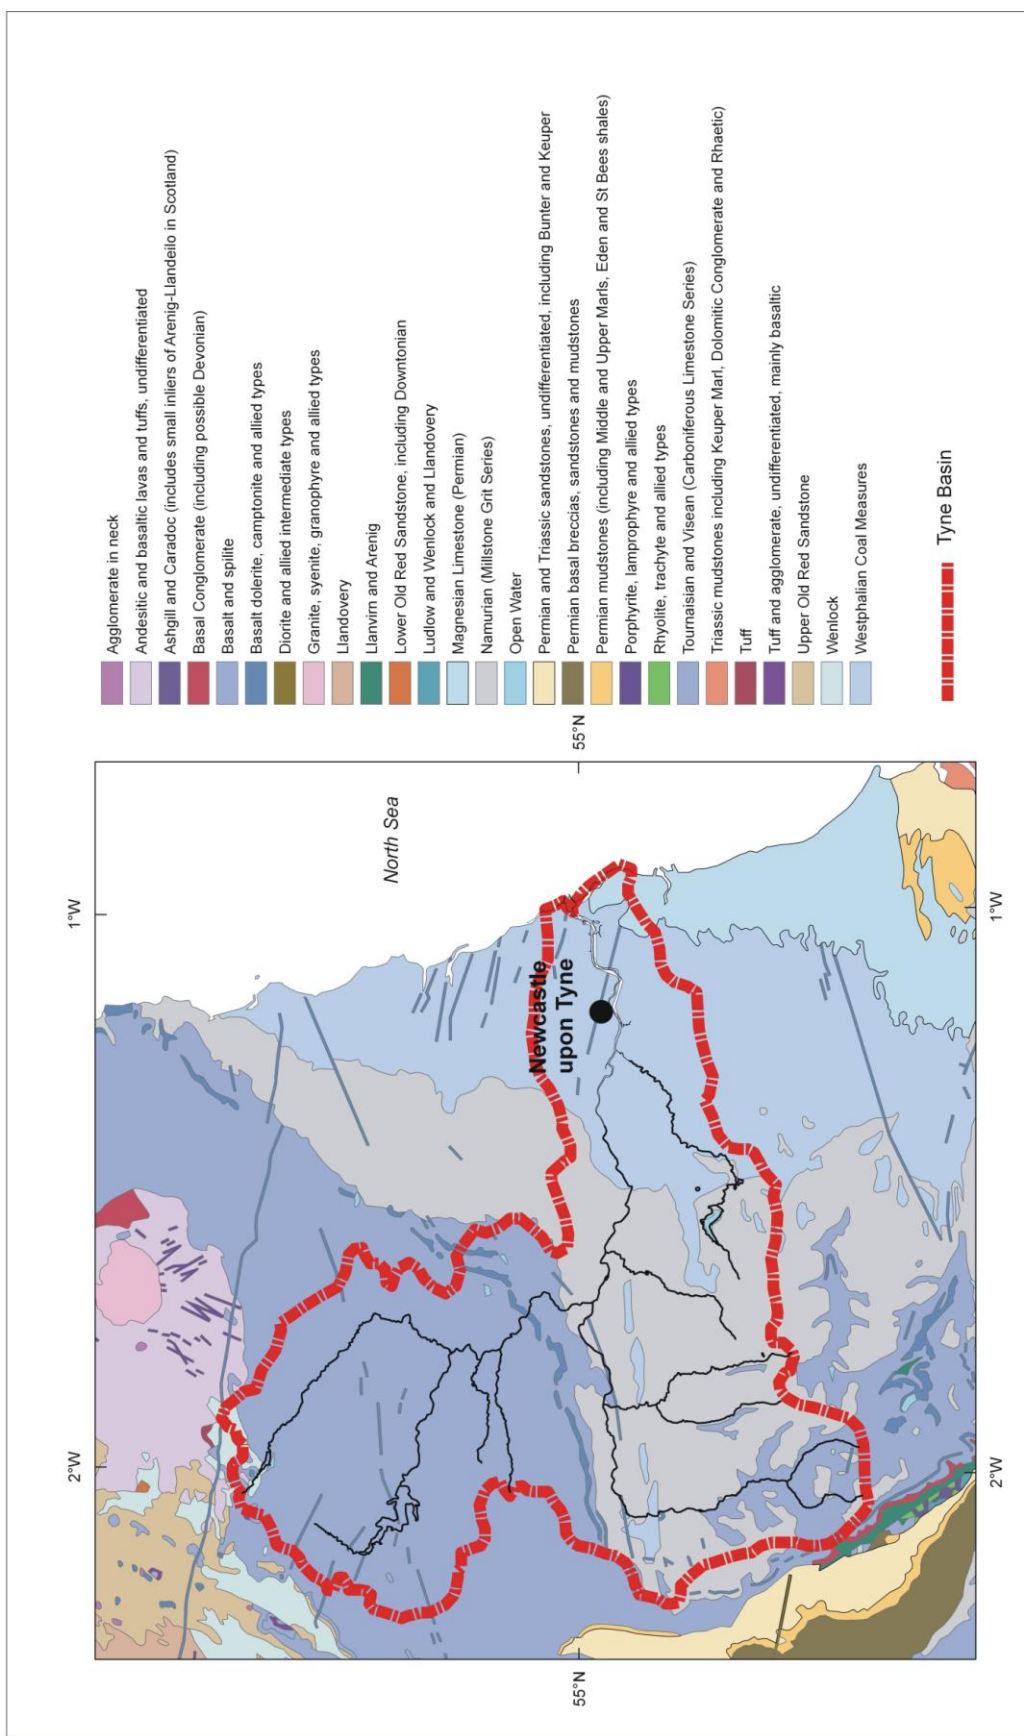 North Sea
1°W
2°W
55°N
55°N
1°W
2°W
Newcastle
upon Tyne
Agglomerate in neck
Andesitic and basaltic lavas and tuffs, undifferentiated
Ashgill and Caradoc (includes small inliers of Arenig-Llandeilo in Scotland)
Basal Conglomerate (including possible Devonian)
Basalt and spilite
Basalt dolerite, camptonite and allied types
Diorite and allied intermediate types
Granite, syenite, granophyre and allied types
Llandovery
Llanvirn and Arenig
Lower Old Red Sandstone, including Downtonian
Ludlow and Wenlock and Llandovery
Magnesian Limestone (Permian)
Namurian (Millstone Grit Series)
Open Water
Permian and Triassic sandstones, undifferentiated, including Bunter and Keuper
Permian basal breccias, sandstones and mudstones
Permian mudstones (including Middle and Upper Marls, Eden and St Bees shales)
Porphyrite, lamprophyre and allied types
Rhyolite, trachyte and allied types
Tournaisian and Visean (Carboniferous Limestone Series)
Triassic mudstones including Keuper Marl, Dolomitic Conglomerate and Rhaetic)
Tuff
Tuff and agglomerate, undifferentiated, mainly basaltic
Upper Old Red Sandstone
Wenlock
Westphalian Coal Measures
Tyne Basin